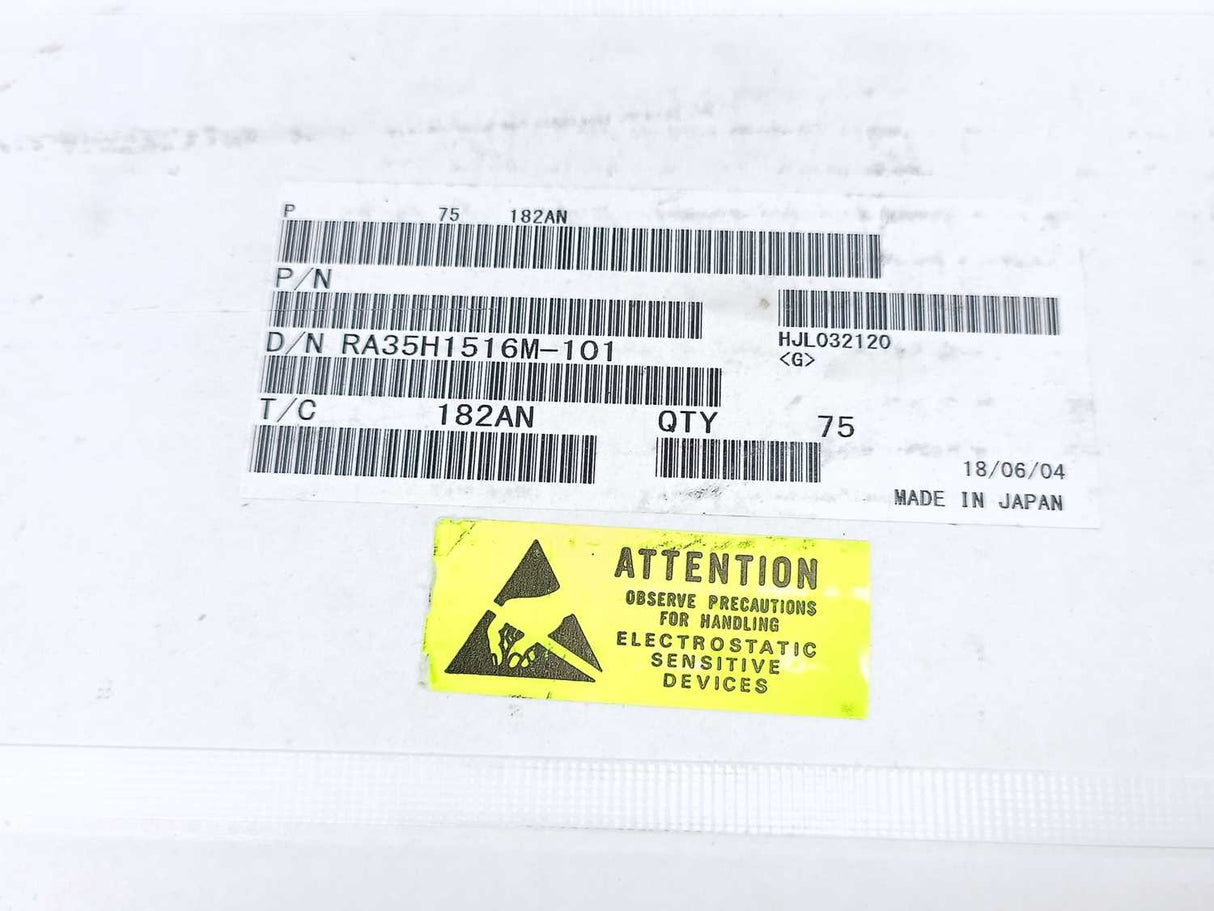 P 75 182AN
P/N
D/N RA35H1516M-101
HJL032120
<G>
T/C 182AN QTY 75
18/06/04
MADE IN JAPAN
ATTENTION
OBSERVE PRECAUTIONS
FOR HANDLING
ELECTROSTATIC
SENSITIVE
DEVICES